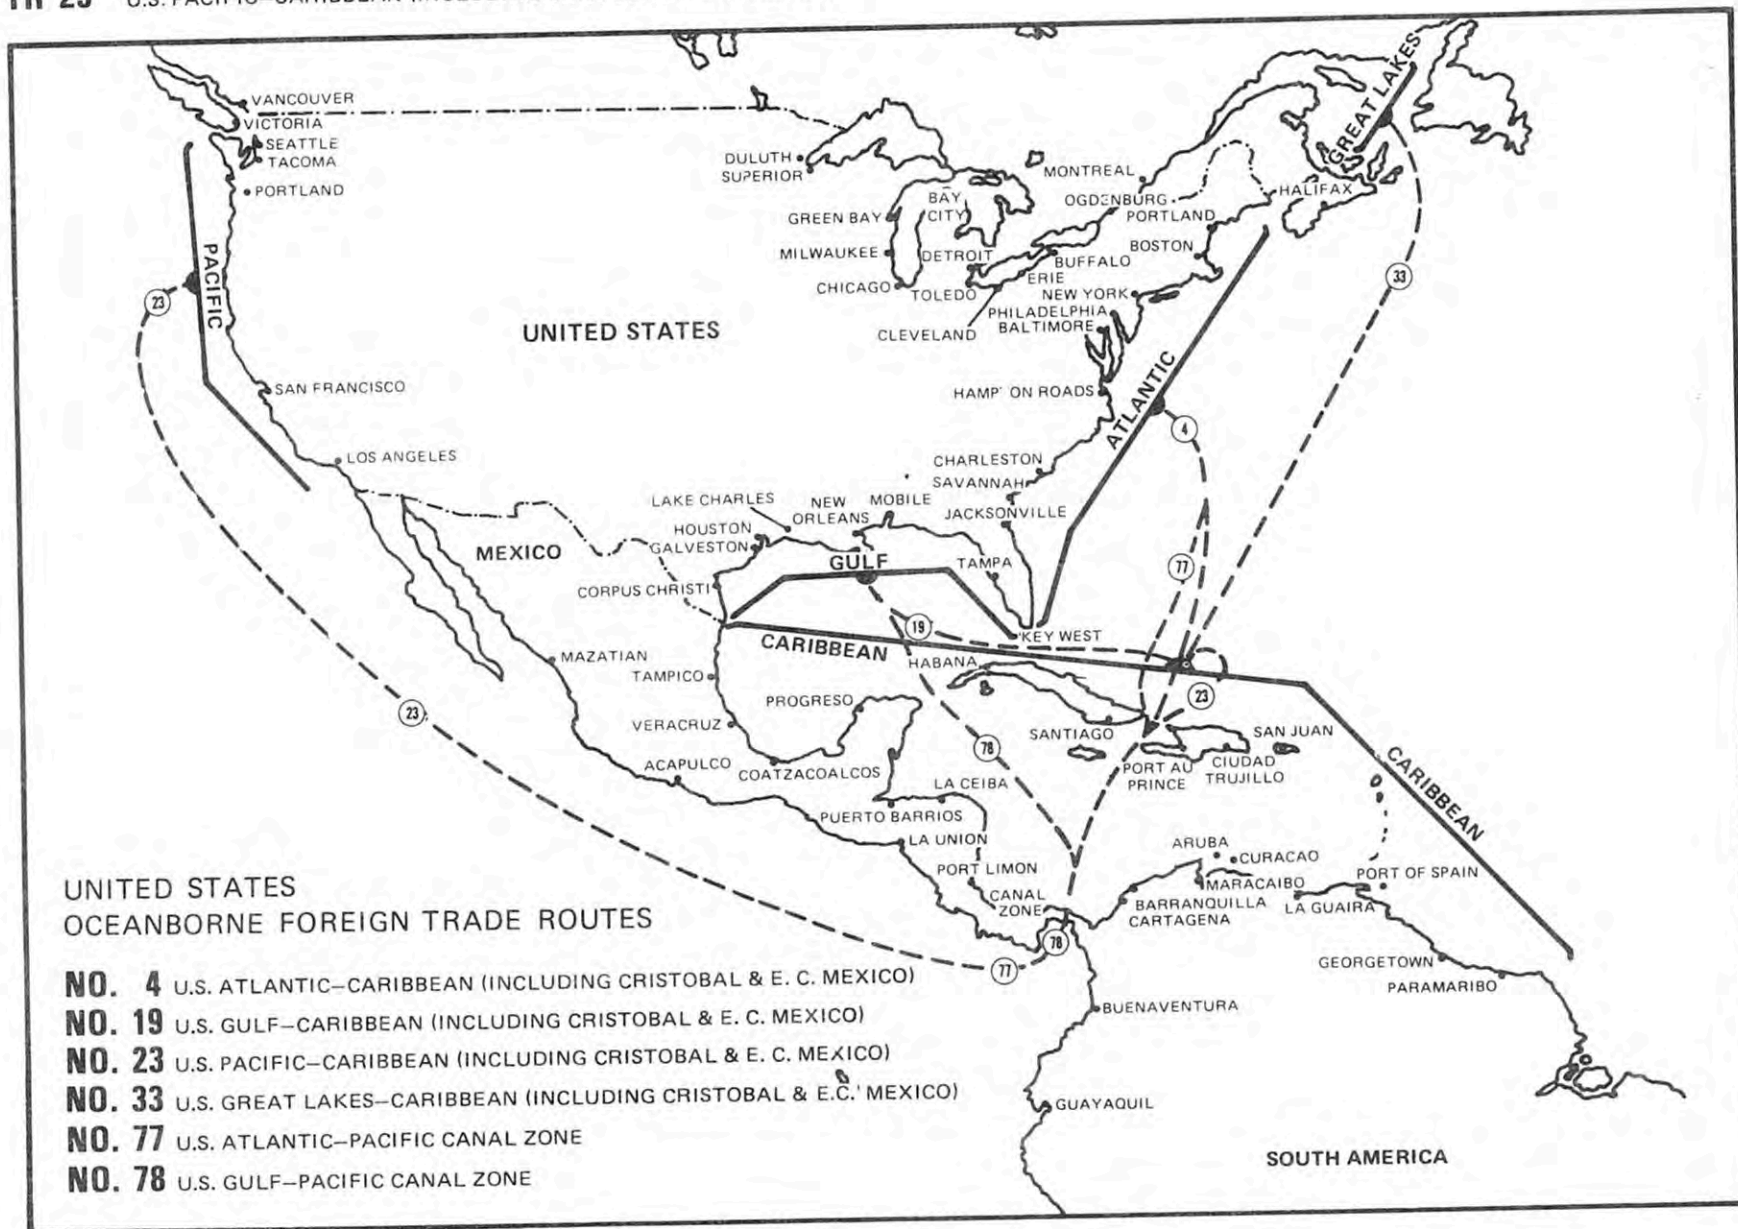 TR 23 U.S. PACIFIC–CARIBBEAN
VANCOUVER
VICTORIA
SEATTLE
TACOMA
PORTLAND
PACIFIC
23
SAN FRANCISCO
LOS ANGELES
UNITED STATES
DULUTH
SUPERIOR
GREEN BAY
MILWAUKEE
CHICAGO
BAY
CITY
DETROIT
TOLEDO
CLEVELAND
ERIE
BUFFALO
MONTREAL
OGDENBURG
PORTLAND
BOSTON
NEW YORK
PHILADELPHIA
BALTIMORE
HAMP ON ROADS
HALIFAX
GREAT LAKES
33
ATLANTIC
4
CHARLESTON
SAVANNAH
JACKSONVILLE
LAKE CHARLES
NEW
ORLEANS
MOBILE
HOUSTON
GALVESTON
CORPUS CHRISTI
GULF
TAMPA
77
MEXICO
19
KEY WEST
CARIBBEAN
HABANA
MAZATIAN
TAMPICO
PROGRESO
VERACRUZ
23
23
SANTIAGO
SAN JUAN
78
ACAPULCO
COATZACOALCOS
PORT AU
PRINCE
CIUDAD
TRUJILLO
CARIBBEAN
LA CEIBA
PUERTO BARRIOS
LA UNION
PORT LIMON
CANAL
ZONE
ARUBA
CURACAO
MARACAIBO
PORT OF SPAIN
BARRANQUILLA
CARTAGENA
LA GUAIRA
78
77
GEORGETOWN
PARAMARIBO
BUENAVENTURA
GUAYAQUIL
SOUTH AMERICA
UNITED STATES
OCEANBORNE FOREIGN TRADE ROUTES
NO. 4 U.S. ATLANTIC–CARIBBEAN (INCLUDING CRISTOBAL & E. C. MEXICO)
NO. 19 U.S. GULF–CARIBBEAN (INCLUDING CRISTOBAL & E. C. MEXICO)
NO. 23 U.S. PACIFIC–CARIBBEAN (INCLUDING CRISTOBAL & E. C. MEXICO)
NO. 33 U.S. GREAT LAKES–CARIBBEAN (INCLUDING CRISTOBAL & E.C. MEXICO)
NO. 77 U.S. ATLANTIC–PACIFIC CANAL ZONE
NO. 78 U.S. GULF–PACIFIC CANAL ZONE